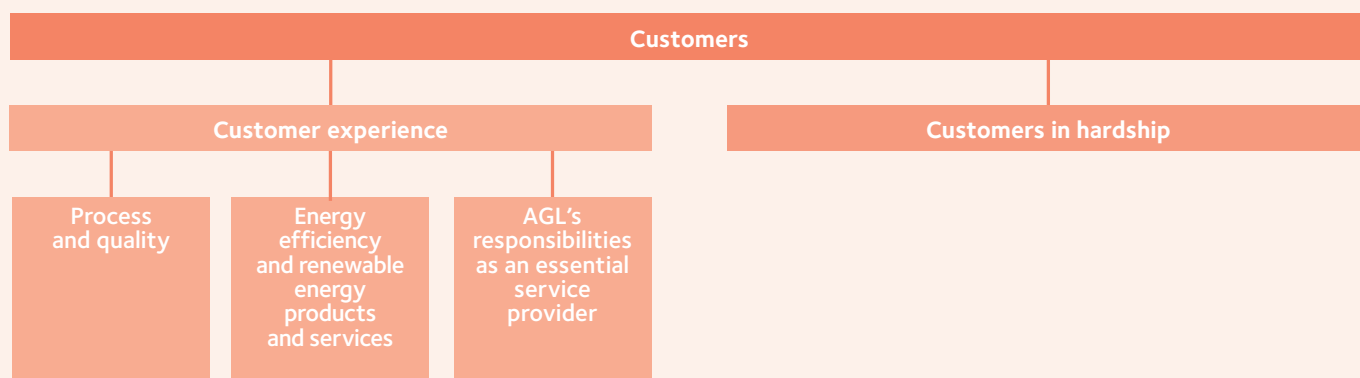 Customers
Customer experience
Customers in hardship
Process
and quality
Energy
efficiency
and renewable
energy
products
and services
AGL’s
responsibilities
as an essential
service
provider